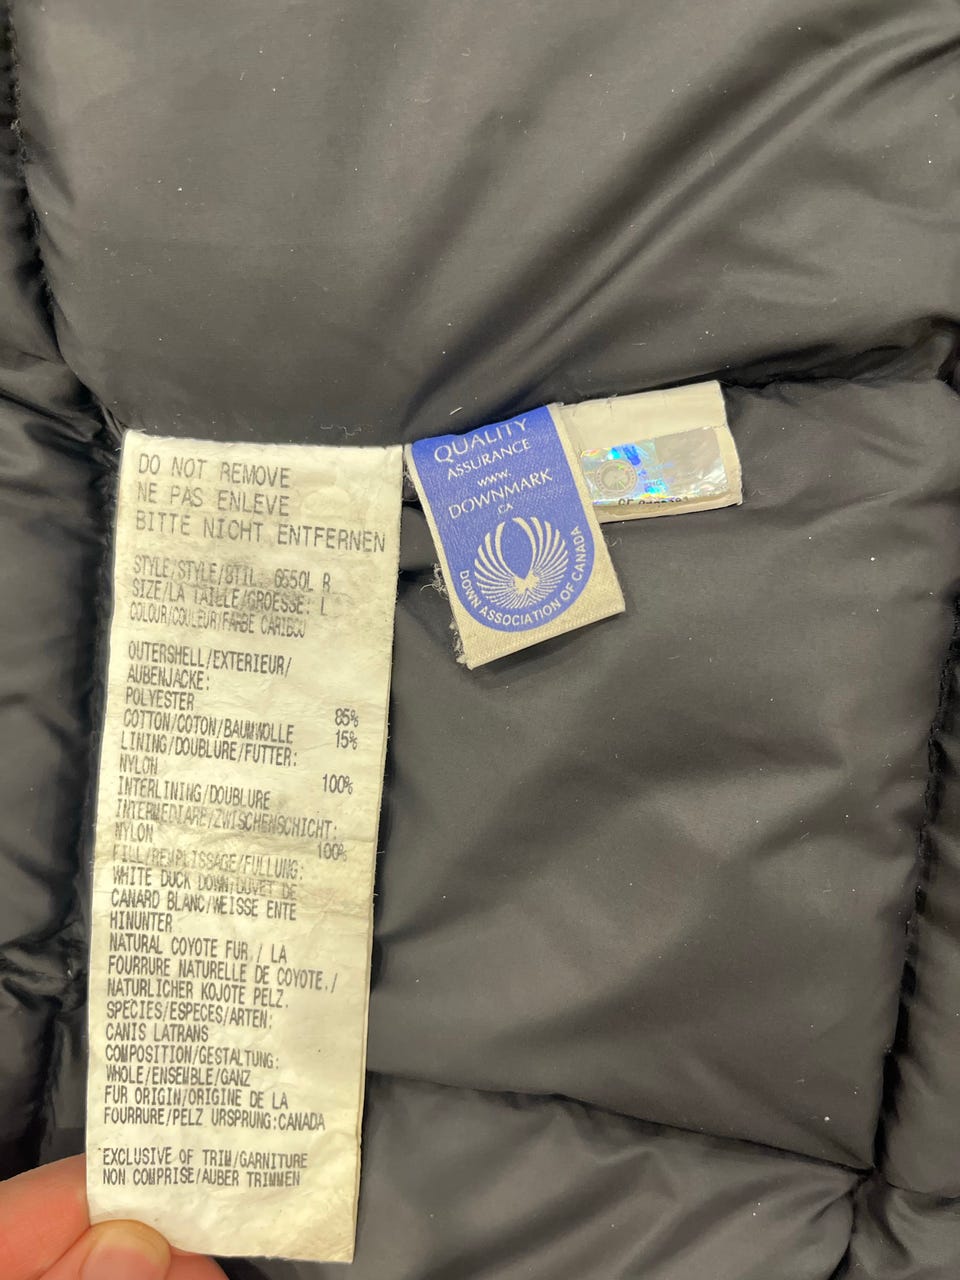 DO NOT REMOVE
NE PAS ENLEVE
BITTE NICHT ENTFERNEN
STYLE/STYLE/STIL: 6550L R
SIZE/LA TAILLE/GROESSE: L
COLOUR/COULEUR/FARBE CARIBOU
OUTERSHELL/EXTERIEUR/
AUBENJACKE:
POLYESTER 85%
COTTON/COTON/BAUMWOLLE 15%
LINING/DOUBLURE/FUTTER:
NYLON 100%
INTERLINING/DOUBLURE
INTERMEDIARE/ZWISCHENSCHICHT:
NYLON 100%
FILL/REMPLISSAGE/FULLUNG:
WHITE DUCK DOWN/DUVET DE
CANARD BLANC/WEISSE ENTE
HINUNTER
NATURAL COYOTE FUR./ LA
FOURRURE NATURELLE DE COYOTE./
NATURLICHER KOJOTE PELZ.
SPECIES/ESPECES/ARTEN:
CANIS LATRANS
COMPOSITION/GESTALTUNG:
WHOLE/ENSEMBLE/GANZ
FUR ORIGIN/ORIGINE DE LA
FOURRURE/PELZ URSPRUNG:CANADA
*EXCLUSIVE OF TRIM/GARNITURE
NON COMPRISE/AUBER TRIMMEN
QUALITY
ASSURANCE
www.
DOWNMARK
.CA
DOWN ASSOCIATION OF CANADA